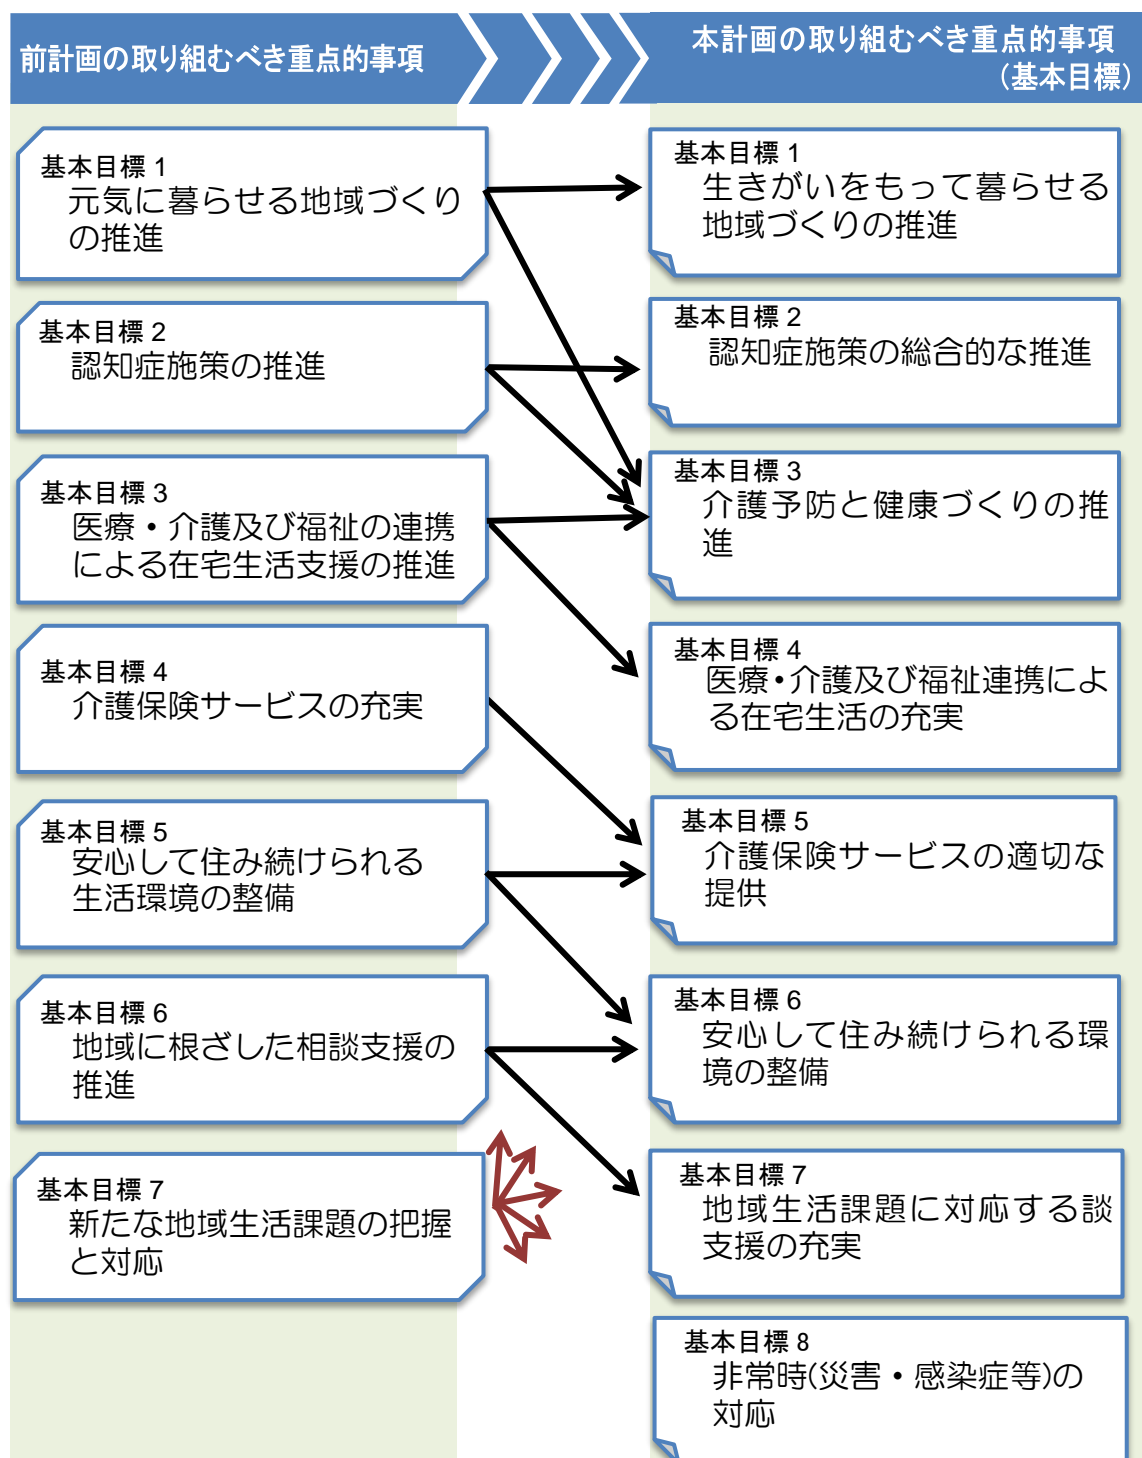 前計画の取り組むべき重点的事項
本計画の取り組むべき重点的事項
(基本目標)
基本目標 1
元気に暮らせる地域づくり
の推進
基本目標 2
認知症施策の推進
基本目標 3
医療・介護及び福祉の連携
による在宅生活支援の推進
基本目標 4
介護保険サービスの充実
基本目標 5
安心して住み続けられる
生活環境の整備
基本目標 6
地域に根ざした相談支援の
推進
基本目標 7
新たな地域生活課題の把握
と対応
基本目標 1
生きがいをもって暮らせる
地域づくりの推進
基本目標 2
認知症施策の総合的な推進
基本目標 3
介護予防と健康づくりの推
進
基本目標 4
医療・介護及び福祉連携によ
る在宅生活の充実
基本目標 5
介護保険サービスの適切な
提供
基本目標 6
安心して住み続けられる環
境の整備
基本目標 7
地域生活課題に対応する談
支援の充実
基本目標 8
非常時(災害・感染症等)の
対応